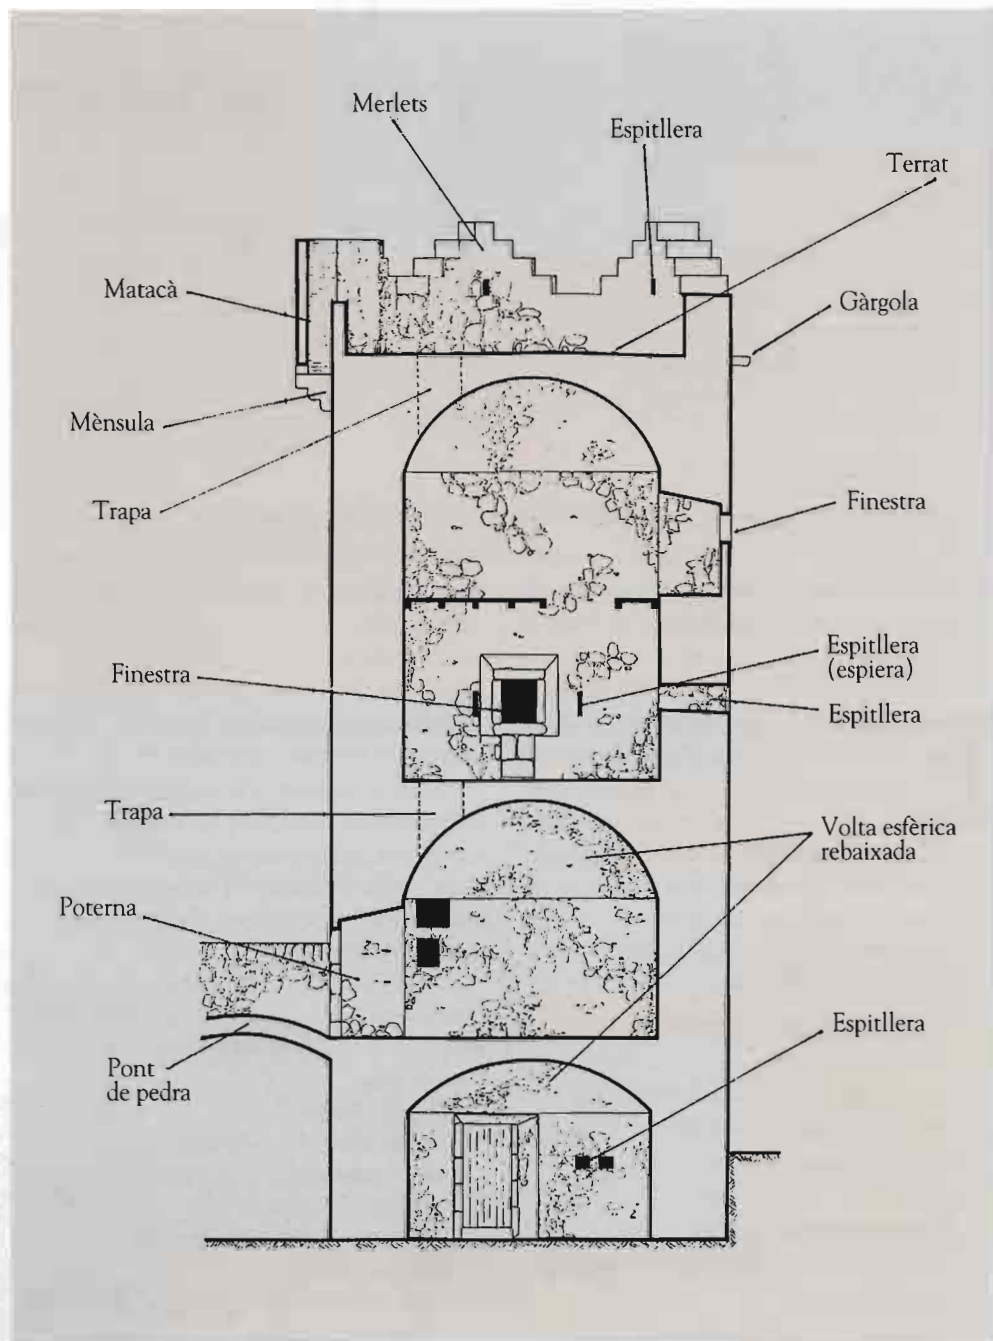 Merlets
Espitllera
Terrat
Matacà
Gàrgola
Mènsula
Trapa
Finestra
Finestra
Espitllera
(espiera)
Espitllera
Trapa
Volta esfèrica
rebaixada
Poterna
Espitllera
Pont
de pedra